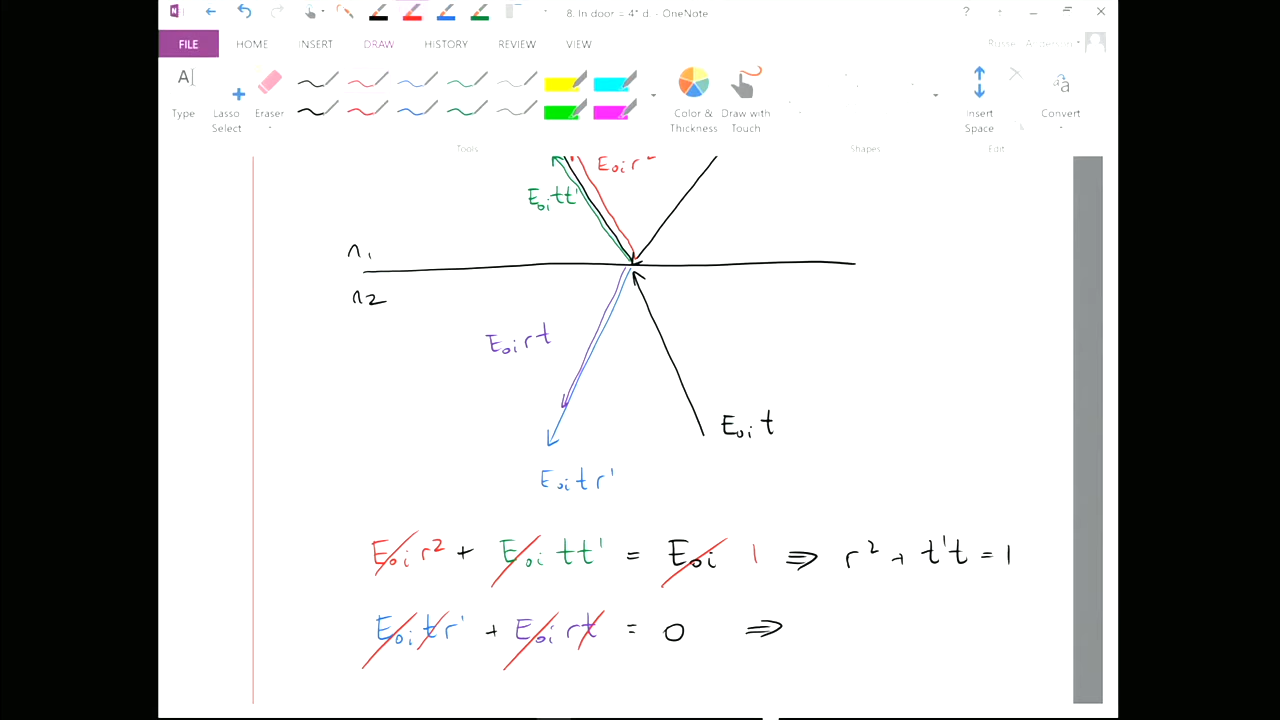 8. In door = 4" d. - OneNote
?
FILE HOME INSERT DRAW HISTORY REVIEW VIEW
Type
Lasso Select
Eraser
Color & Thickness
Draw with Touch
Insert Space
Convert
Tools
Shapes
Edit
E₀ᵢr²
E₀ᵢtt'
n₁
n₂
E₀ᵢrt
E₀ᵢt
E₀ᵢtr'
E₀ᵢr² + E₀ᵢtt' = E₀ᵢ 1 ⇒ r² + t't = 1
E₀ᵢtr' + E₀ᵢrt = 0 ⇒